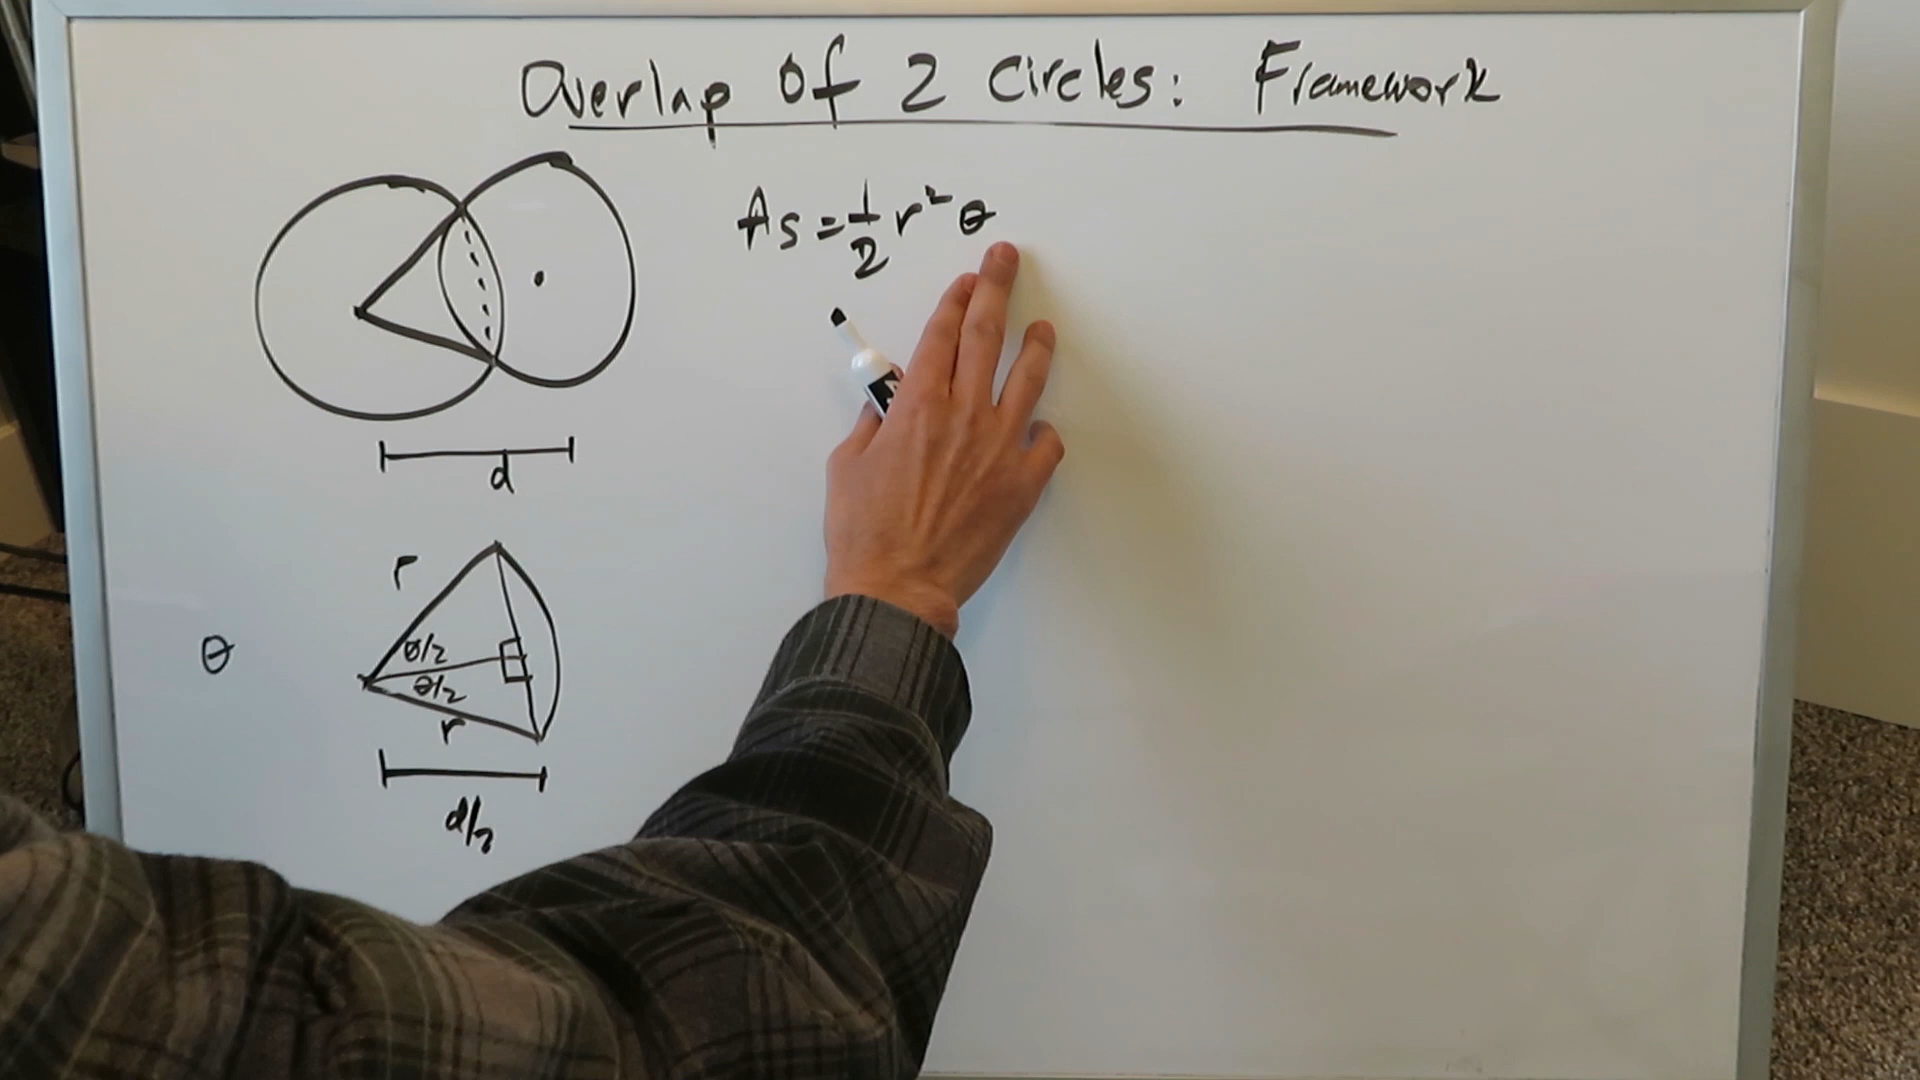 Overlap of 2 Circles: Framework
As = 1/2 r² θ
d
r
θ/2
θ
θ/2
r
d/2